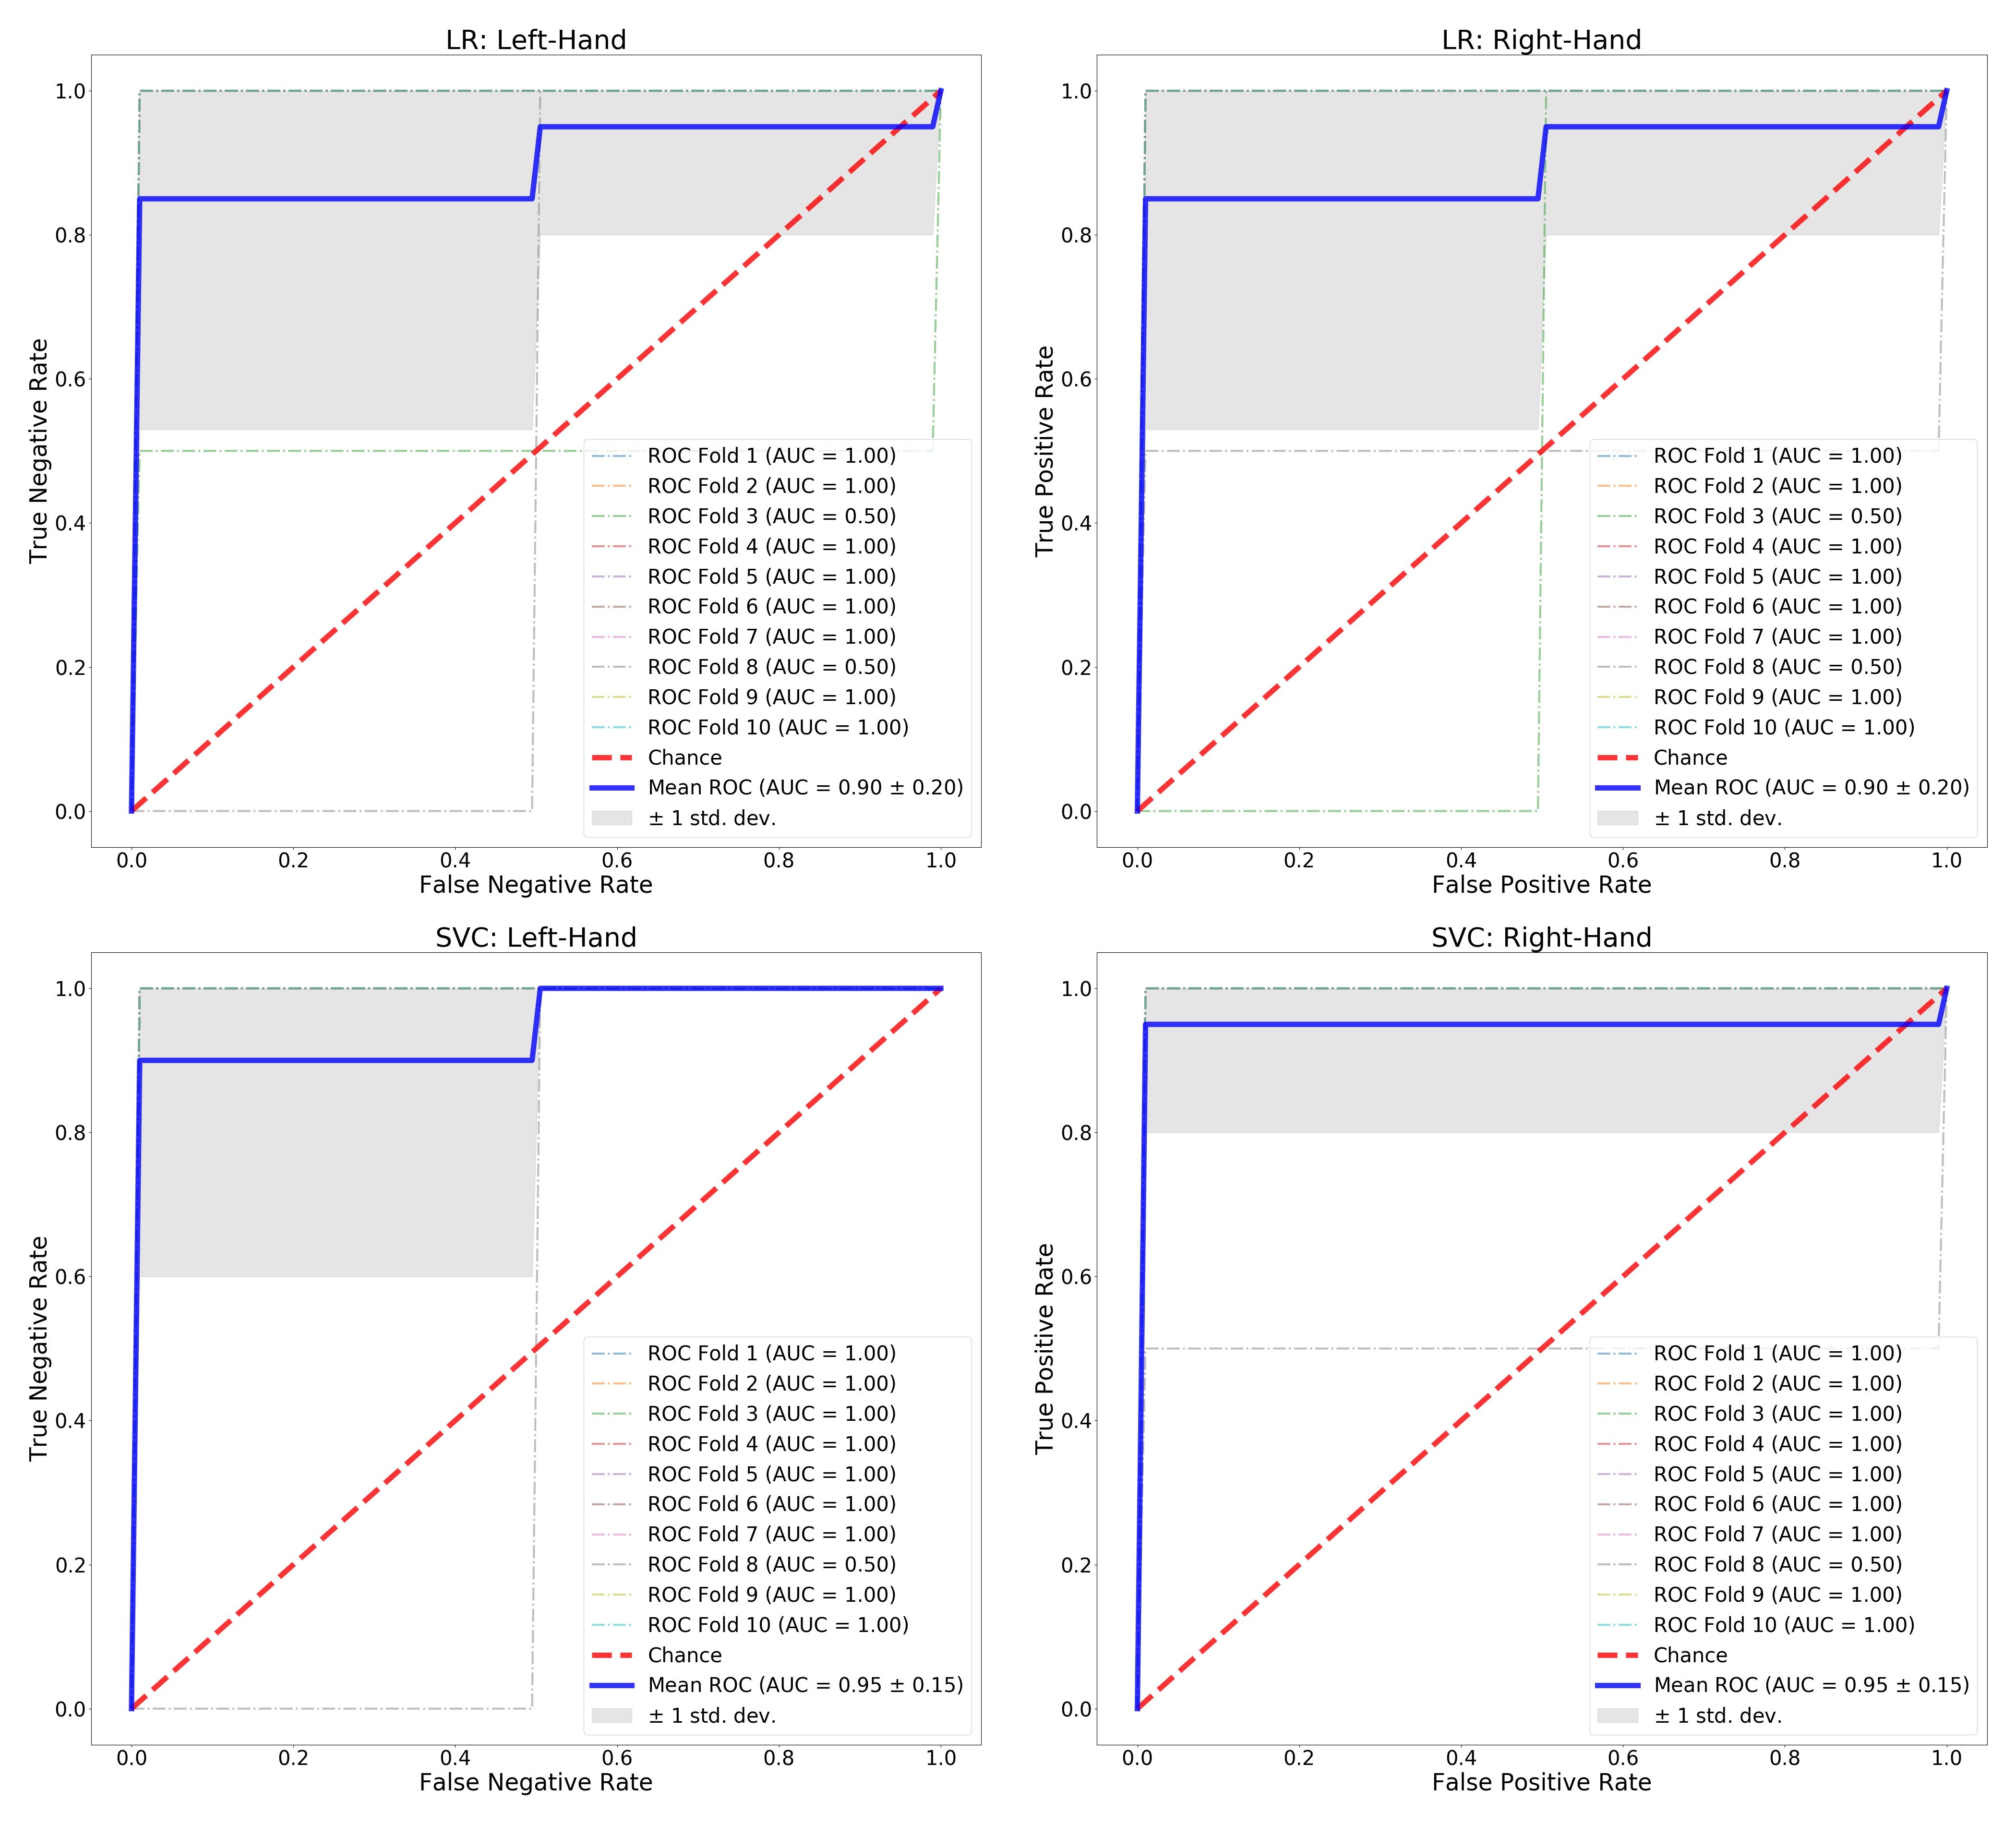 LR: Left-Hand
True Negative Rate
1.0
0.8
0.6
0.4
0.2
0.0
ROC Fold 1 (AUC = 1.00)
ROC Fold 2 (AUC = 1.00)
ROC Fold 3 (AUC = 0.50)
ROC Fold 4 (AUC = 1.00)
ROC Fold 5 (AUC = 1.00)
ROC Fold 6 (AUC = 1.00)
ROC Fold 7 (AUC = 1.00)
ROC Fold 8 (AUC = 0.50)
ROC Fold 9 (AUC = 1.00)
ROC Fold 10 (AUC = 1.00)
Chance
Mean ROC (AUC = 0.90 ± 0.20)
± 1 std. dev.
0.0 0.2 0.4 0.6 0.8 1.0
False Negative Rate
LR: Right-Hand
True Positive Rate
1.0
0.8
0.6
0.4
0.2
0.0
ROC Fold 1 (AUC = 1.00)
ROC Fold 2 (AUC = 1.00)
ROC Fold 3 (AUC = 0.50)
ROC Fold 4 (AUC = 1.00)
ROC Fold 5 (AUC = 1.00)
ROC Fold 6 (AUC = 1.00)
ROC Fold 7 (AUC = 1.00)
ROC Fold 8 (AUC = 0.50)
ROC Fold 9 (AUC = 1.00)
ROC Fold 10 (AUC = 1.00)
Chance
Mean ROC (AUC = 0.90 ± 0.20)
± 1 std. dev.
0.0 0.2 0.4 0.6 0.8 1.0
False Positive Rate
SVC: Left-Hand
True Negative Rate
1.0
0.8
0.6
0.4
0.2
0.0
ROC Fold 1 (AUC = 1.00)
ROC Fold 2 (AUC = 1.00)
ROC Fold 3 (AUC = 1.00)
ROC Fold 4 (AUC = 1.00)
ROC Fold 5 (AUC = 1.00)
ROC Fold 6 (AUC = 1.00)
ROC Fold 7 (AUC = 1.00)
ROC Fold 8 (AUC = 0.50)
ROC Fold 9 (AUC = 1.00)
ROC Fold 10 (AUC = 1.00)
Chance
Mean ROC (AUC = 0.95 ± 0.15)
± 1 std. dev.
0.0 0.2 0.4 0.6 0.8 1.0
False Negative Rate
SVC: Right-Hand
True Positive Rate
1.0
0.8
0.6
0.4
0.2
0.0
ROC Fold 1 (AUC = 1.00)
ROC Fold 2 (AUC = 1.00)
ROC Fold 3 (AUC = 1.00)
ROC Fold 4 (AUC = 1.00)
ROC Fold 5 (AUC = 1.00)
ROC Fold 6 (AUC = 1.00)
ROC Fold 7 (AUC = 1.00)
ROC Fold 8 (AUC = 0.50)
ROC Fold 9 (AUC = 1.00)
ROC Fold 10 (AUC = 1.00)
Chance
Mean ROC (AUC = 0.95 ± 0.15)
± 1 std. dev.
0.0 0.2 0.4 0.6 0.8 1.0
False Positive Rate